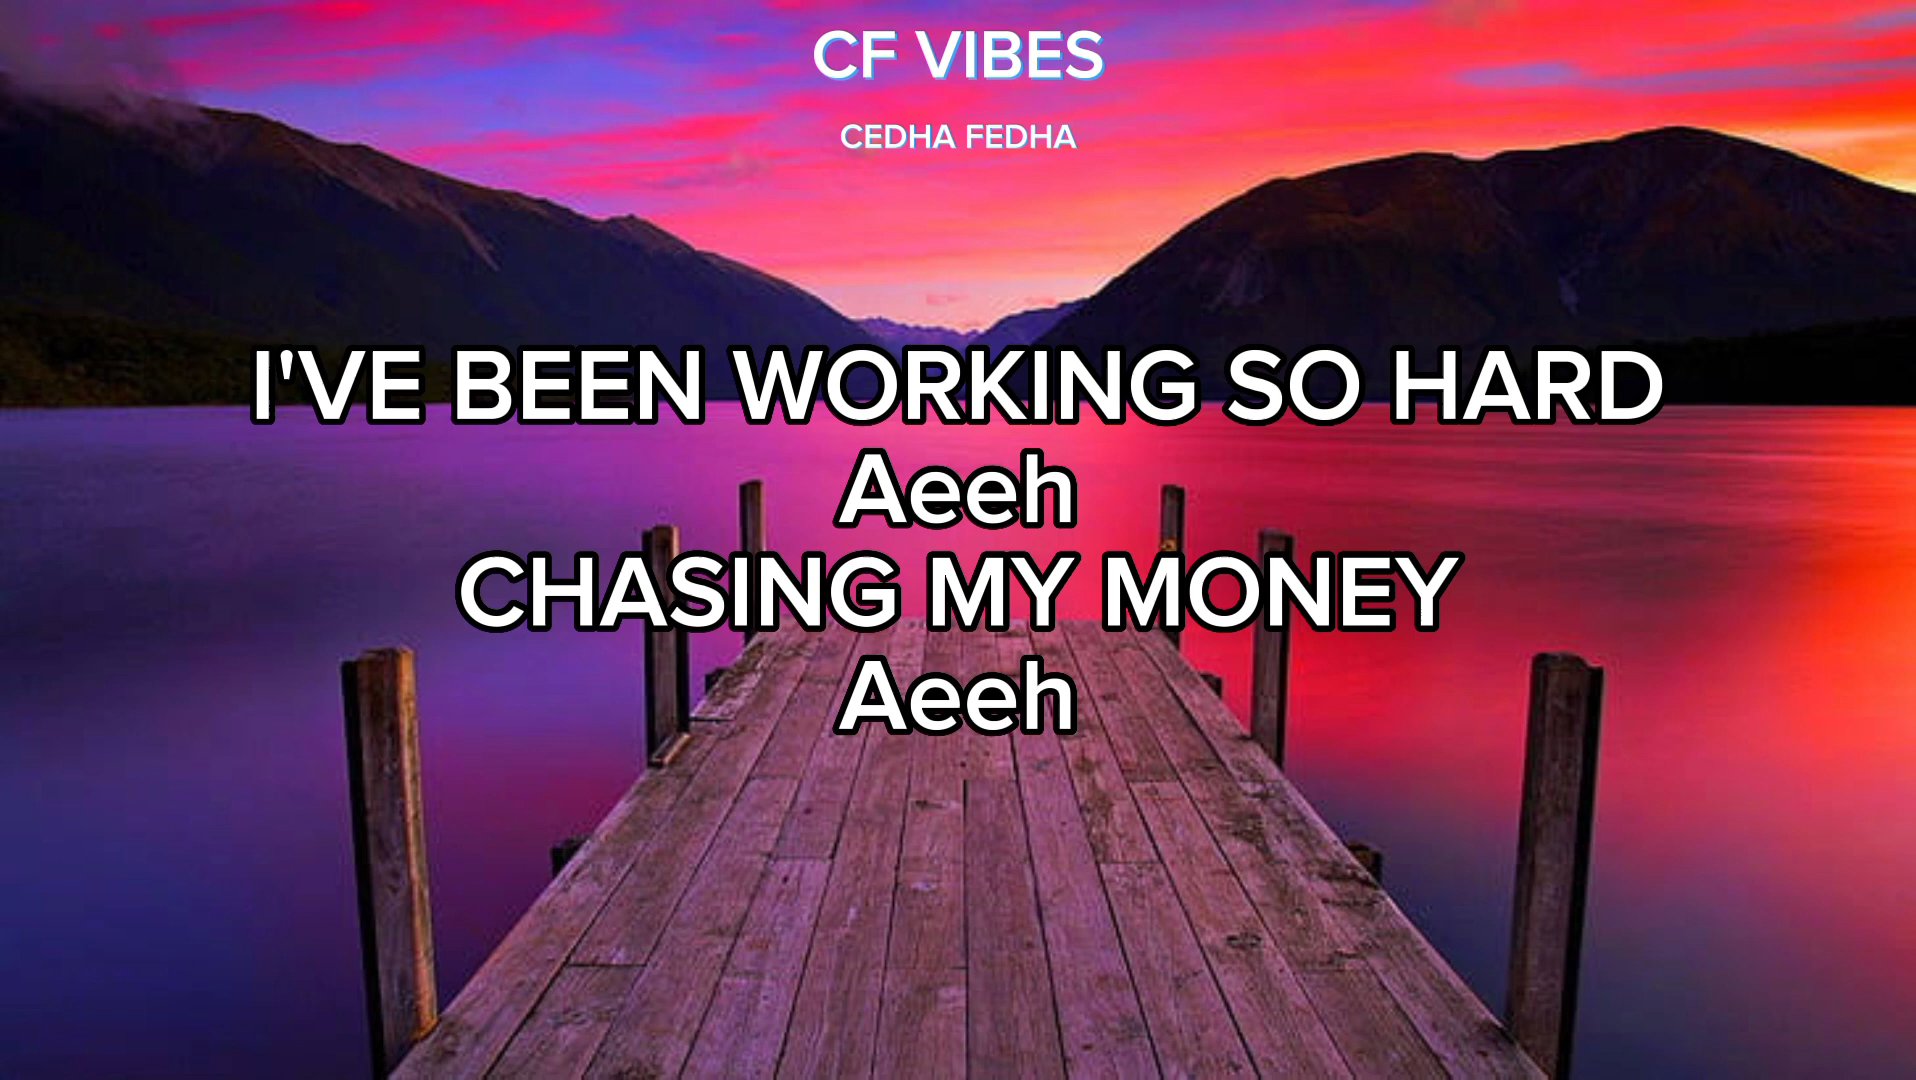 CF VIBES
CEDHA FEDHA
I'VE BEEN WORKING SO HARD
Aeeh
CHASING MY MONEY
Aeeh